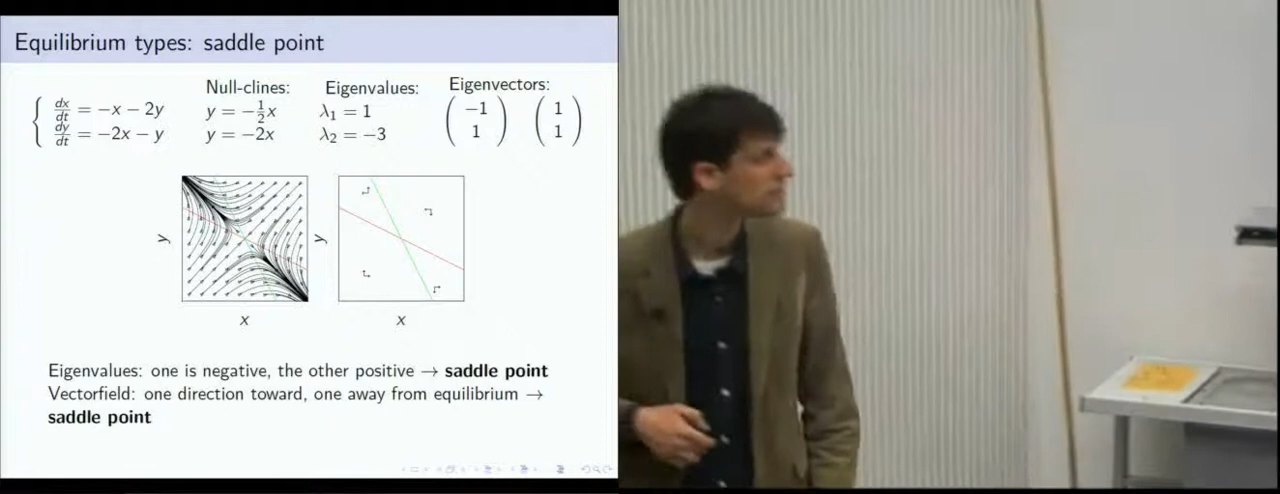 Equilibrium types: saddle point
Null-clines: Eigenvalues: Eigenvectors:
{ dx/dt = −x − 2y y = −½x λ₁ = 1 ( −1 1 ) ( 1 1 )
dy/dt = −2x − y y = −2x λ₂ = −3
y y
x x
Eigenvalues: one is negative, the other positive → saddle point
Vectorfield: one direction toward, one away from equilibrium →
saddle point